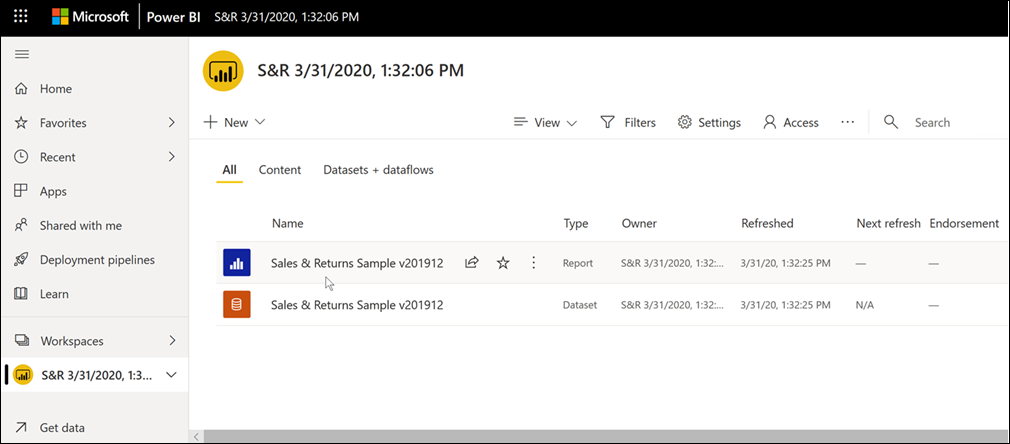 Microsoft Power BI S&R 3/31/2020, 1:32:06 PM
S&R 3/31/2020, 1:32:06 PM
Home
Favorites
Recent
Apps
Shared with me
Deployment pipelines
Learn
Workspaces
S&R 3/31/2020, 1:3...
Get data
New View Filters Settings Access ... Search
All Content Datasets + dataflows
Name Type Owner Refreshed Next refresh Endorsement
Sales & Returns Sample v201912 Report S&R 3/31/2020, 1:32:... 3/31/20, 1:32:25 PM — —
Sales & Returns Sample v201912 Dataset S&R 3/31/2020, 1:32:... 3/31/20, 1:32:25 PM N/A —